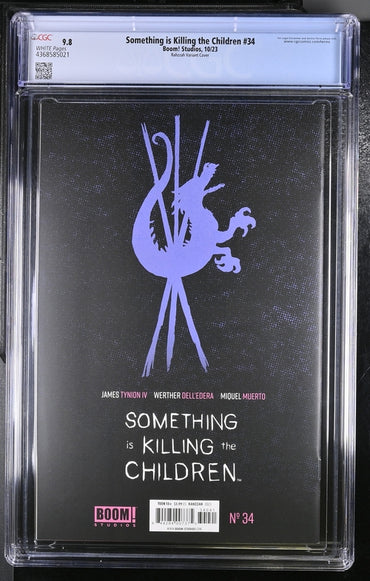 CGC 9.8 Something is Killing the Children #34
WHITE Pages Boom! Studios, 10/23
4368585021 Rahzzah Variant Cover
JAMES TYNION IV WERTHER DELL'EDERA MIQUEL MUERTO
SOMETHING
is KILLING the
CHILDREN™
BOOM!
STUDIOS
Nº 34